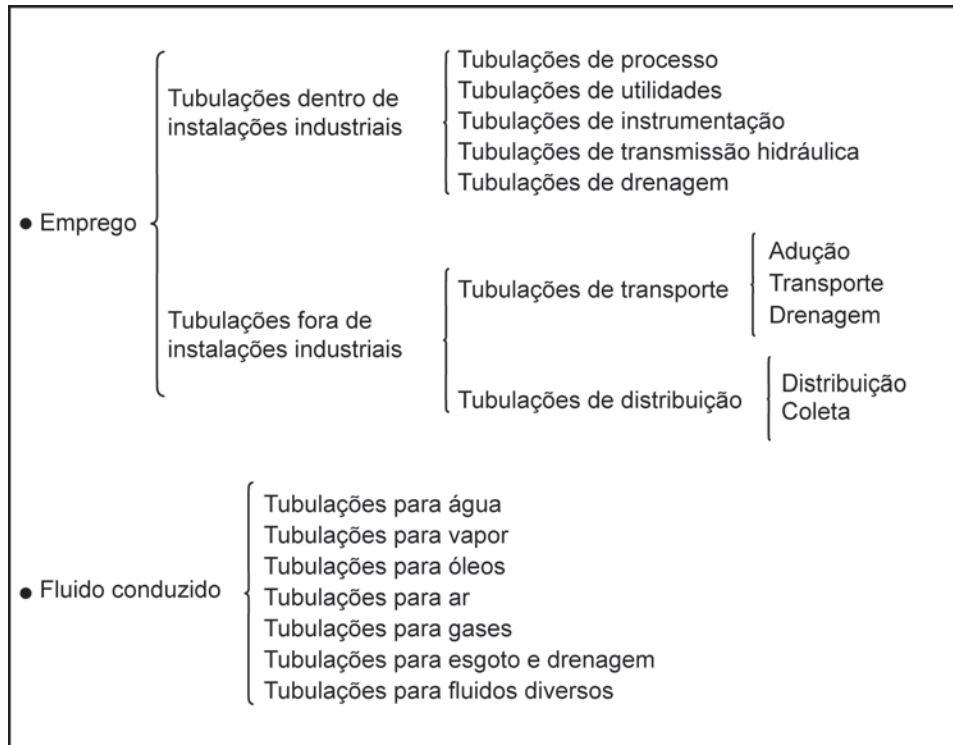 ● Emprego
Tubulações dentro de
instalações industriais
Tubulações de processo
Tubulações de utilidades
Tubulações de instrumentação
Tubulações de transmissão hidráulica
Tubulações de drenagem
Tubulações fora de
instalações industriais
Tubulações de transporte
Adução
Transporte
Drenagem
Tubulações de distribuição
Distribuição
Coleta
● Fluido conduzido
Tubulações para água
Tubulações para vapor
Tubulações para óleos
Tubulações para ar
Tubulações para gases
Tubulações para esgoto e drenagem
Tubulações para fluidos diversos